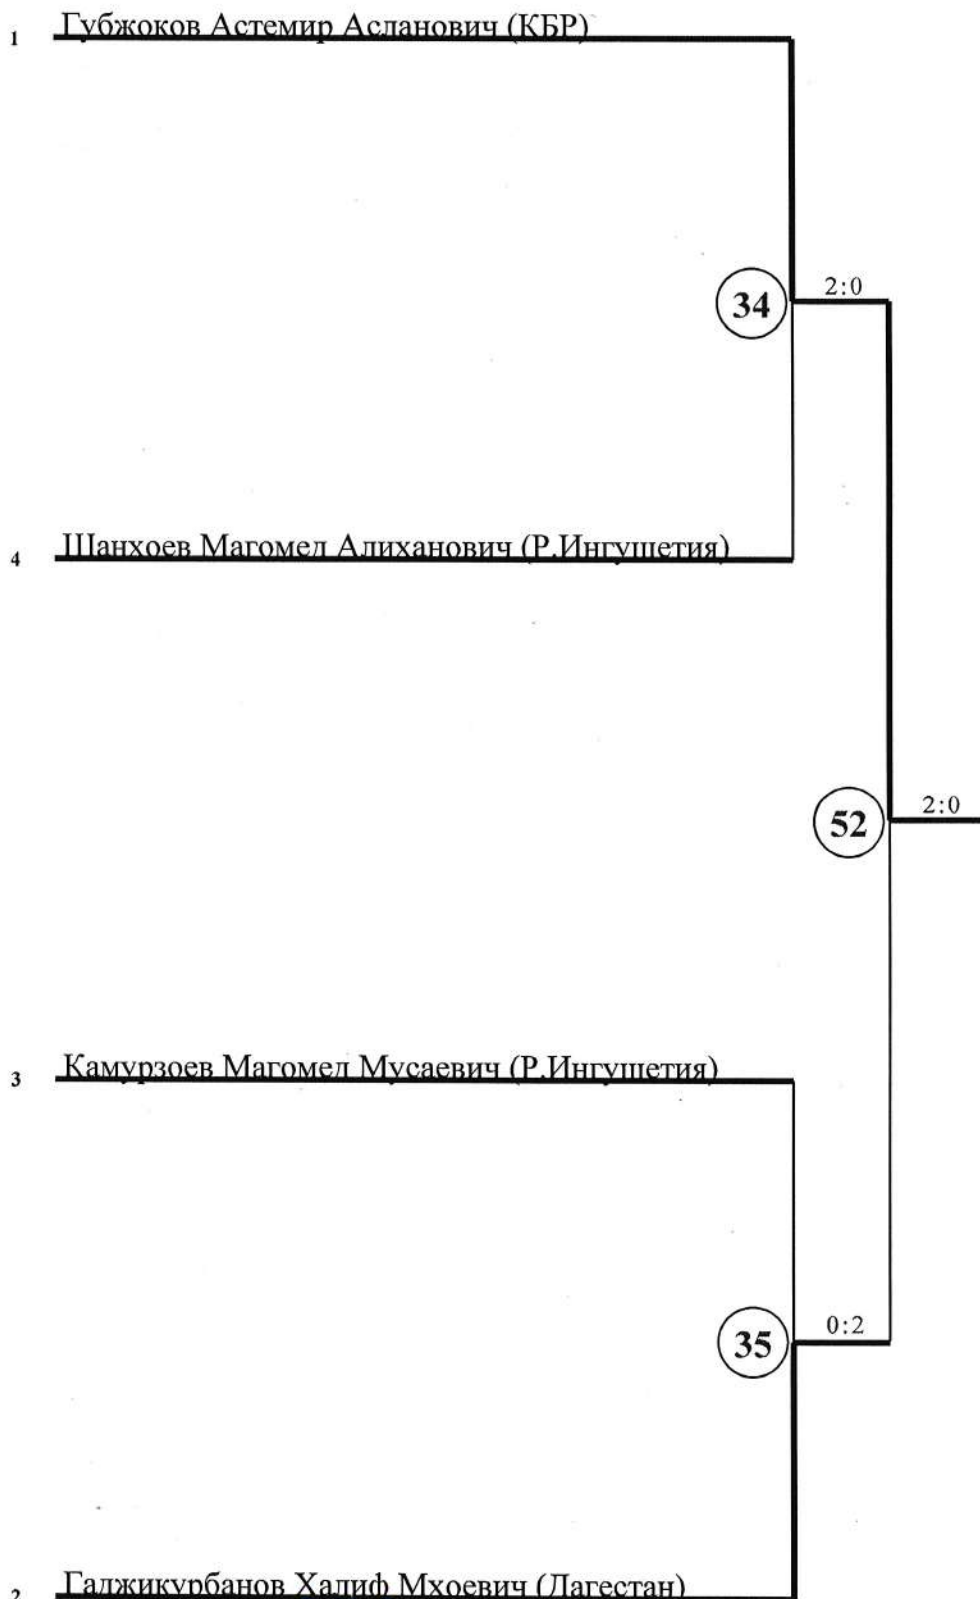 1 Губжоков Астемир Асланович (КБР)
34 2:0
4 Шанхоев Магомед Алиханович (Р.Ингушетия)
52 2:0
3 Камурзоев Магомед Мусаевич (Р.Ингушетия)
35 0:2
2 Гаджикурбанов Халиф Мхоевич (Дагестан)